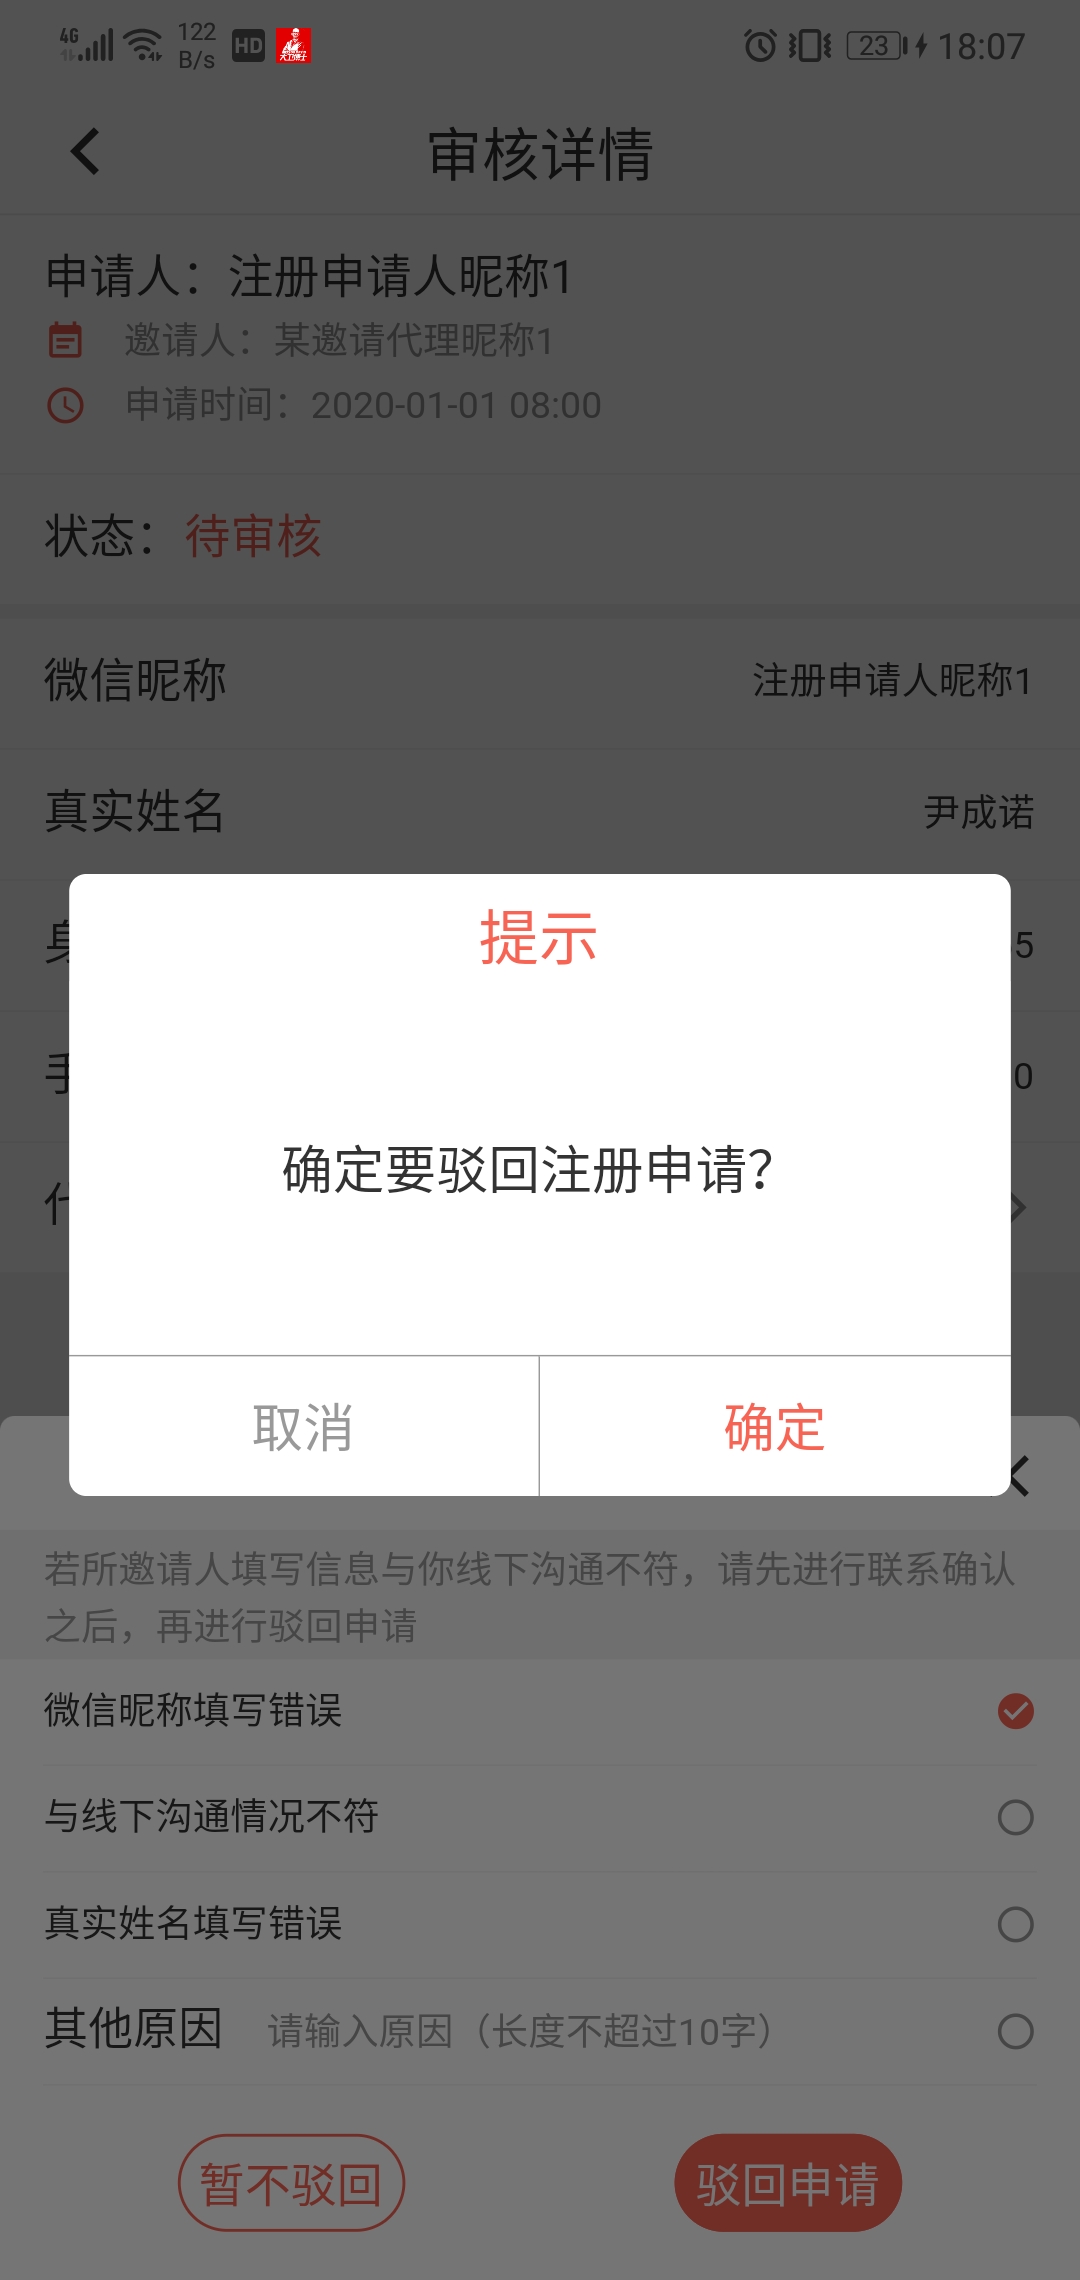 4G
122
B/s
HD
23
18:07
审核详情
申请人：注册申请人昵称1
邀请人：某邀请代理昵称1
申请时间：2020-01-01 08:00
状态：待审核
微信昵称
注册申请人昵称1
真实姓名
尹成诺
5
0
提示
确定要驳回注册申请？
取消
确定
若所邀请人填写信息与你线下沟通不符，请先进行联系确认
之后，再进行驳回申请
微信昵称填写错误
与线下沟通情况不符
真实姓名填写错误
其他原因 请输入原因（长度不超过10字）
暂不驳回
驳回申请